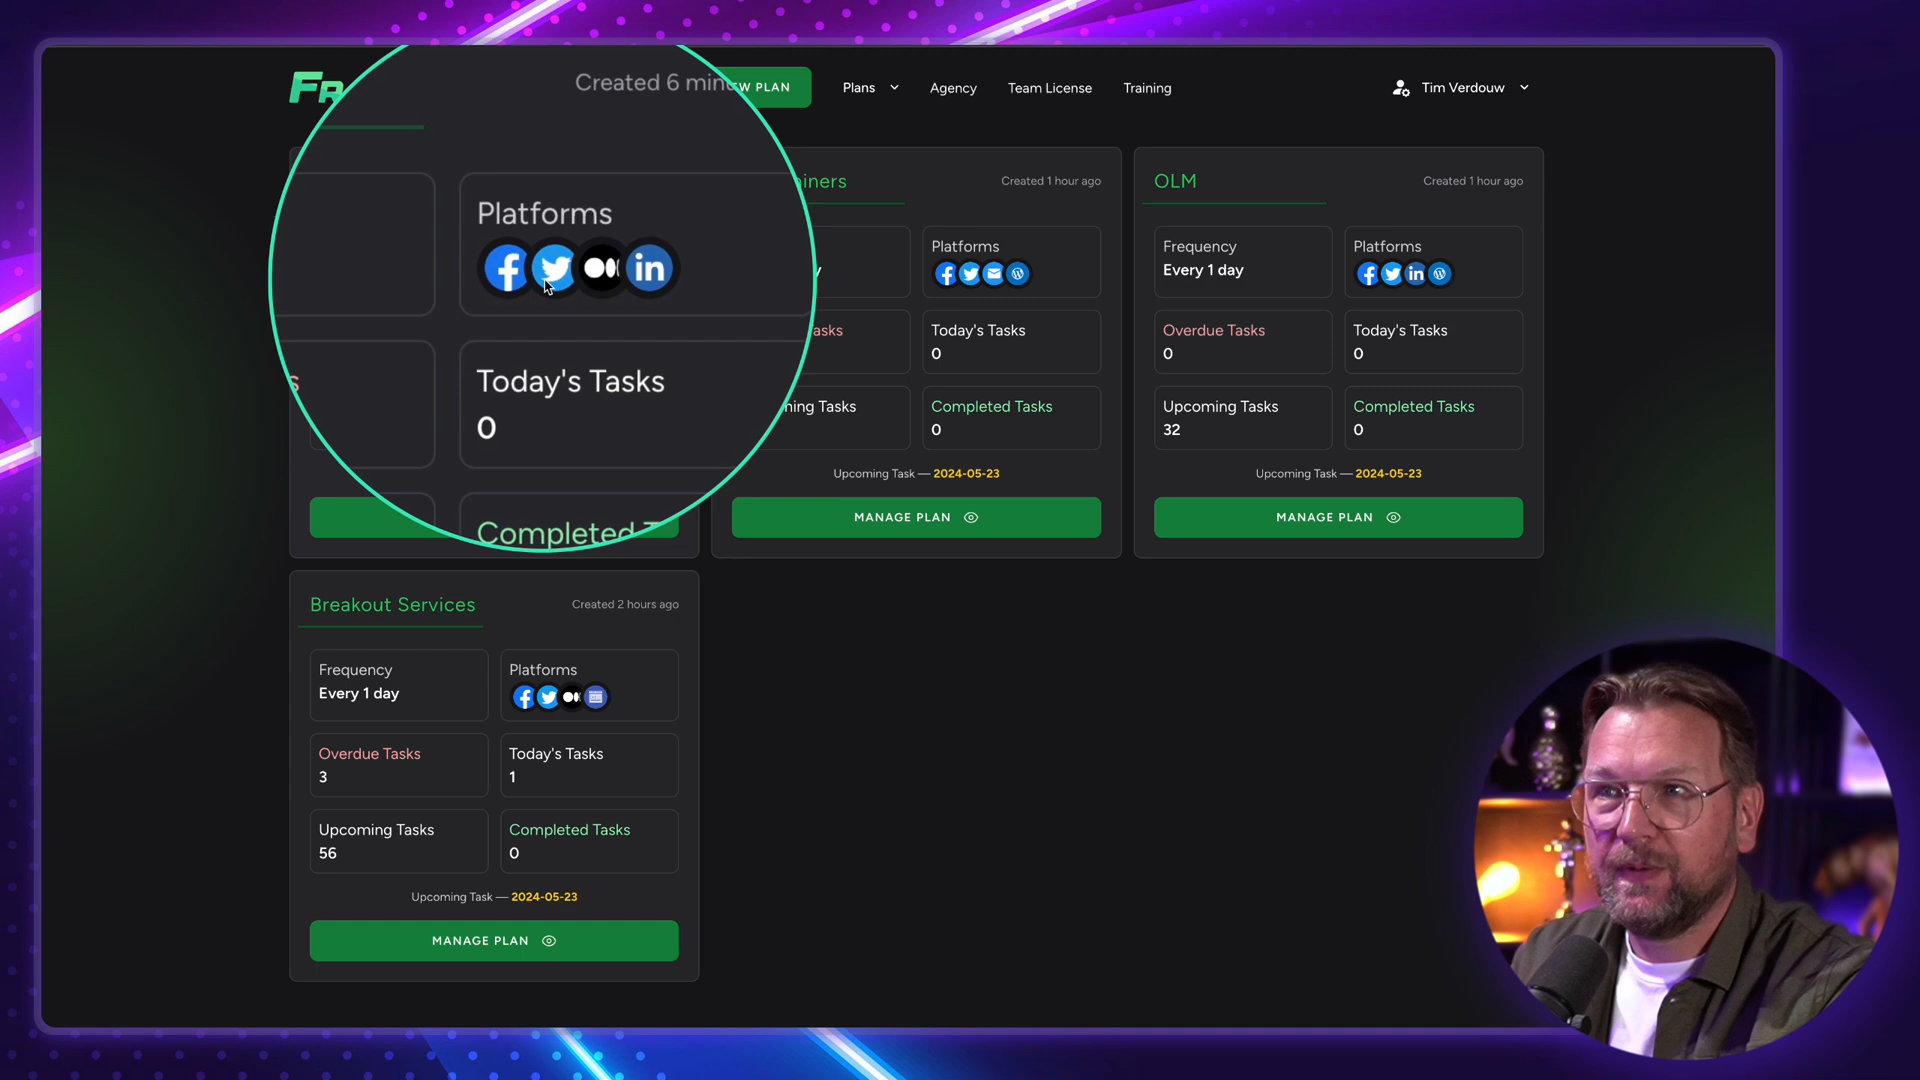 Created 6 min
PLAN
Plans
Agency
Team License
Training
Tim Verdouw
Platforms
Today's Tasks
0
Completed
Created 1 hour ago
Platforms
Today's Tasks
0
Tasks
Completed Tasks
0
Upcoming Task — 2024-05-23
MANAGE PLAN
OLM
Created 1 hour ago
Frequency
Every 1 day
Platforms
Overdue Tasks
0
Today's Tasks
0
Upcoming Tasks
32
Completed Tasks
0
Upcoming Task — 2024-05-23
MANAGE PLAN
Breakout Services
Created 2 hours ago
Frequency
Every 1 day
Platforms
Overdue Tasks
3
Today's Tasks
1
Upcoming Tasks
56
Completed Tasks
0
Upcoming Task — 2024-05-23
MANAGE PLAN